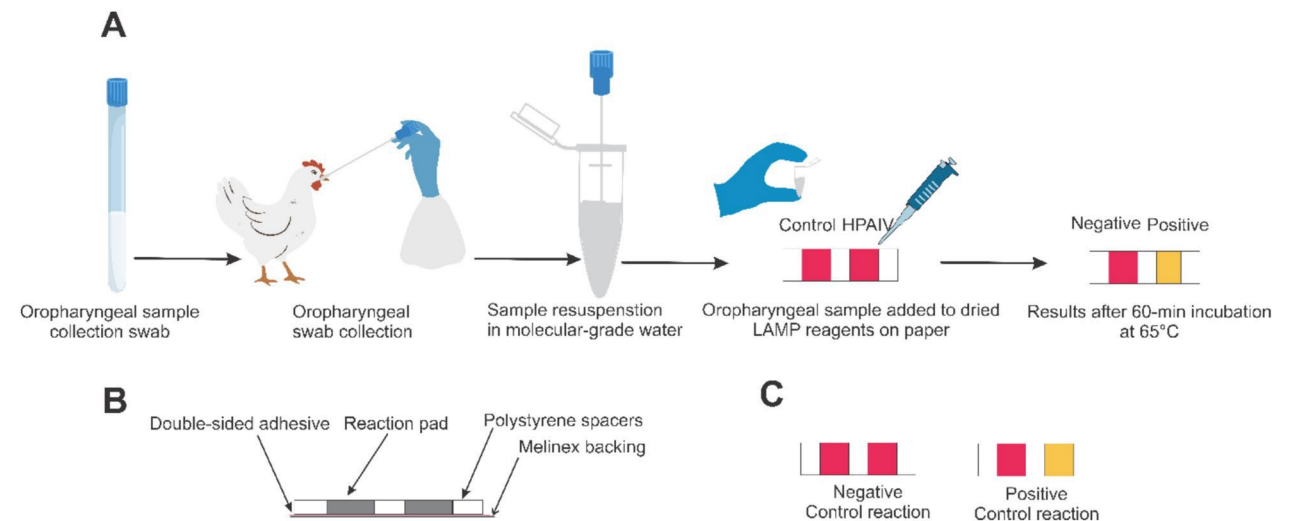 A
Control HPAIV
Negative Positive
Oropharyngeal sample
collection swab
Oropharyngeal
swab collection
Sample resuspenstion
in molecular-grade water
Oropharyngeal sample added to dried
LAMP reagents on paper
Results after 60-min incubation
at 65°C
B
Double-sided adhesive
Reaction pad
Polystyrene spacers
Melinex backing
C
Negative
Control reaction
Positive
Control reaction